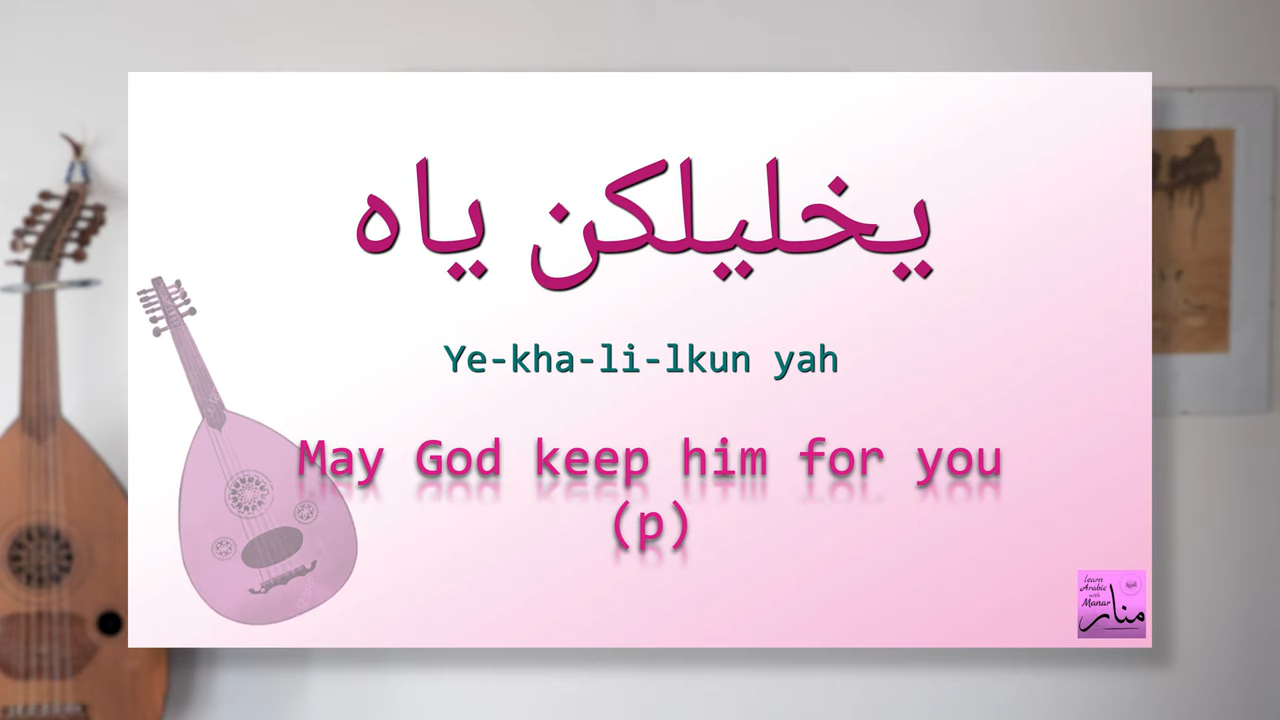 يخليلكن ياه
Ye-kha-li-lkun yah
May God keep him for you
(p)
learn
Arabic
with
Manar
منار